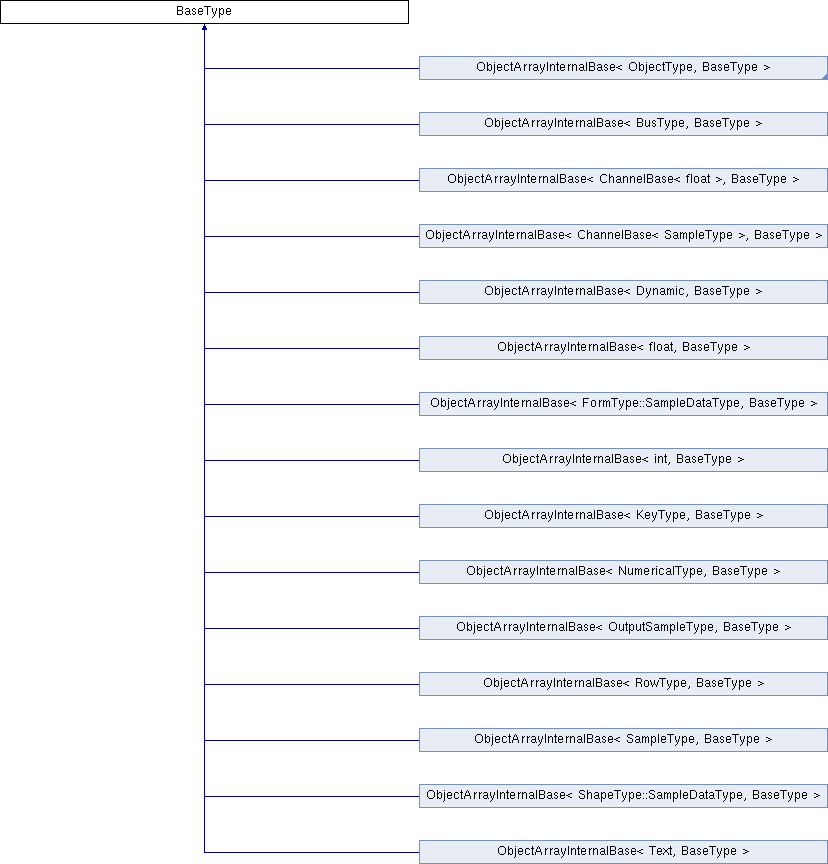 BaseType
ObjectArrayInternalBase< ObjectType, BaseType >
ObjectArrayInternalBase< BusType, BaseType >
ObjectArrayInternalBase< ChannelBase< float >, BaseType >
ObjectArrayInternalBase< ChannelBase< SampleType >, BaseType >
ObjectArrayInternalBase< Dynamic, BaseType >
ObjectArrayInternalBase< float, BaseType >
ObjectArrayInternalBase< FormType::SampleDataType, BaseType >
ObjectArrayInternalBase< int, BaseType >
ObjectArrayInternalBase< KeyType, BaseType >
ObjectArrayInternalBase< NumericalType, BaseType >
ObjectArrayInternalBase< OutputSampleType, BaseType >
ObjectArrayInternalBase< RowType, BaseType >
ObjectArrayInternalBase< SampleType, BaseType >
ObjectArrayInternalBase< ShapeType::SampleDataType, BaseType >
ObjectArrayInternalBase< Text, BaseType >